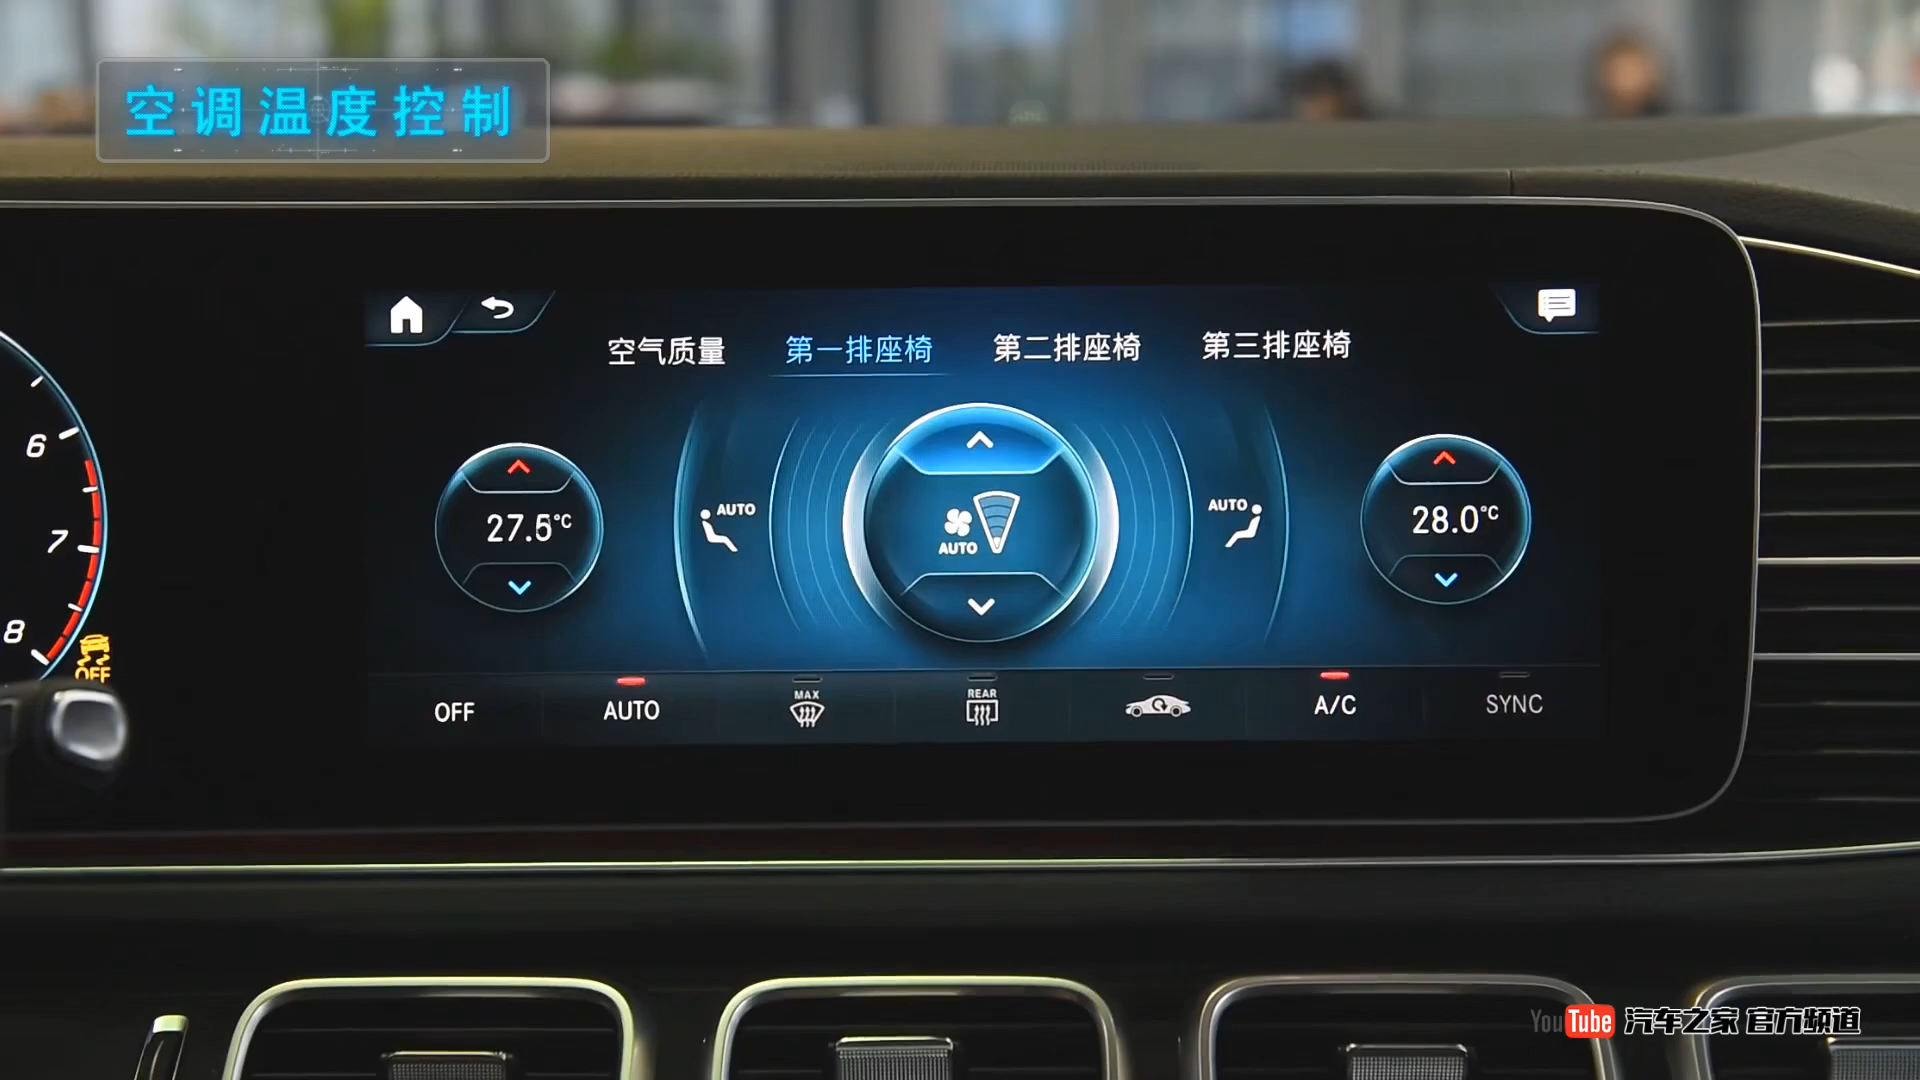 空调温度控制
空气质量 第一排座椅 第二排座椅 第三排座椅
6
7
8
OFF
27.5°C
AUTO
AUTO
AUTO
28.0°C
OFF AUTO MAX REAR A/C SYNC
YouTube 汽车之家 官方频道